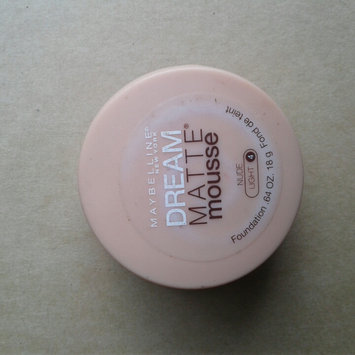 MAYBELLINE®
NEW YORK
DREAM
MATTE®
mousse
NUDE
LIGHT 4
Foundation .64 OZ. 18 g Fond de teint